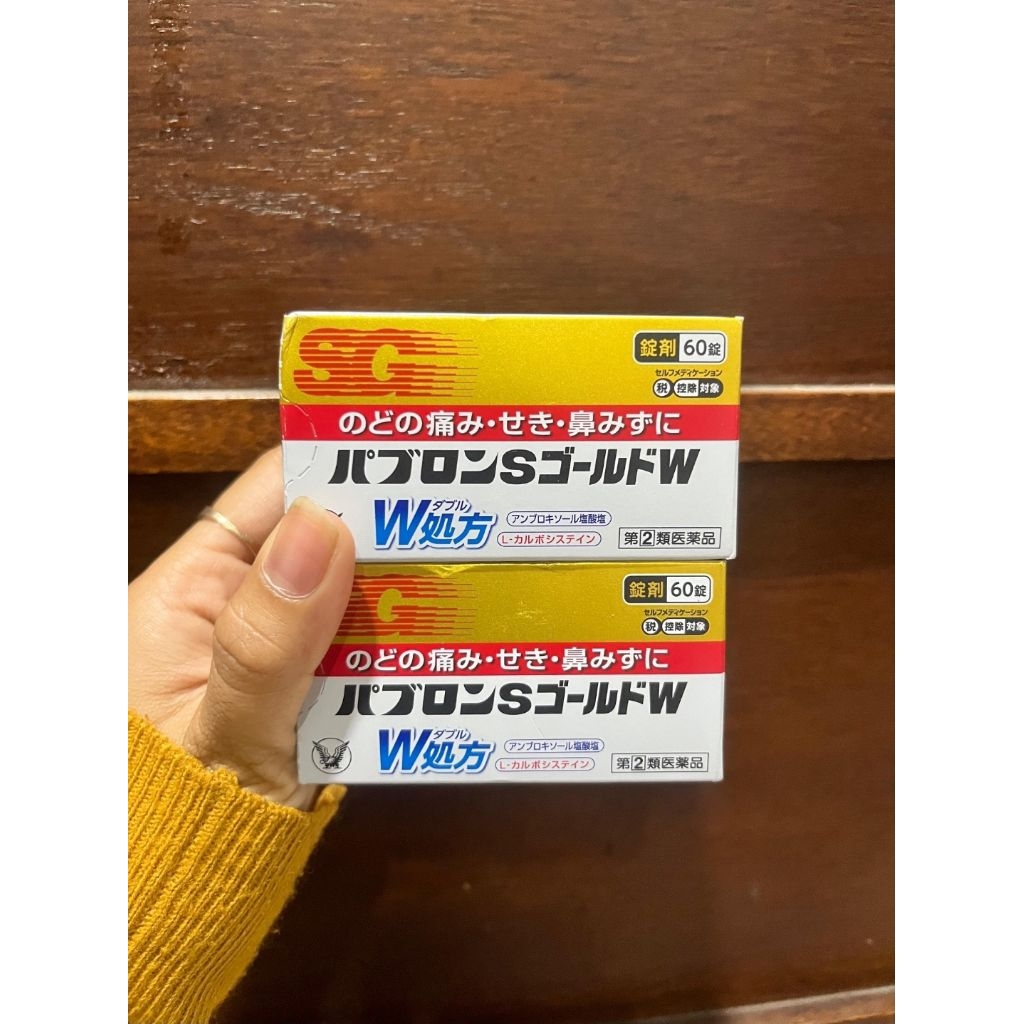 SG
錠剤 60錠
セルフメディケーション
税 控除 対象
のどの痛み・せき・鼻みずに
パブロンSゴールドW
ダブル
W処方
アンブロキソール塩酸塩
L-カルボシステイン
指②類医薬品
SG
錠剤 60錠
セルフメディケーション
税 控除 対象
のどの痛み・せき・鼻みずに
パブロンSゴールドW
ダブル
W処方
アンブロキソール塩酸塩
L-カルボシステイン
指②類医薬品